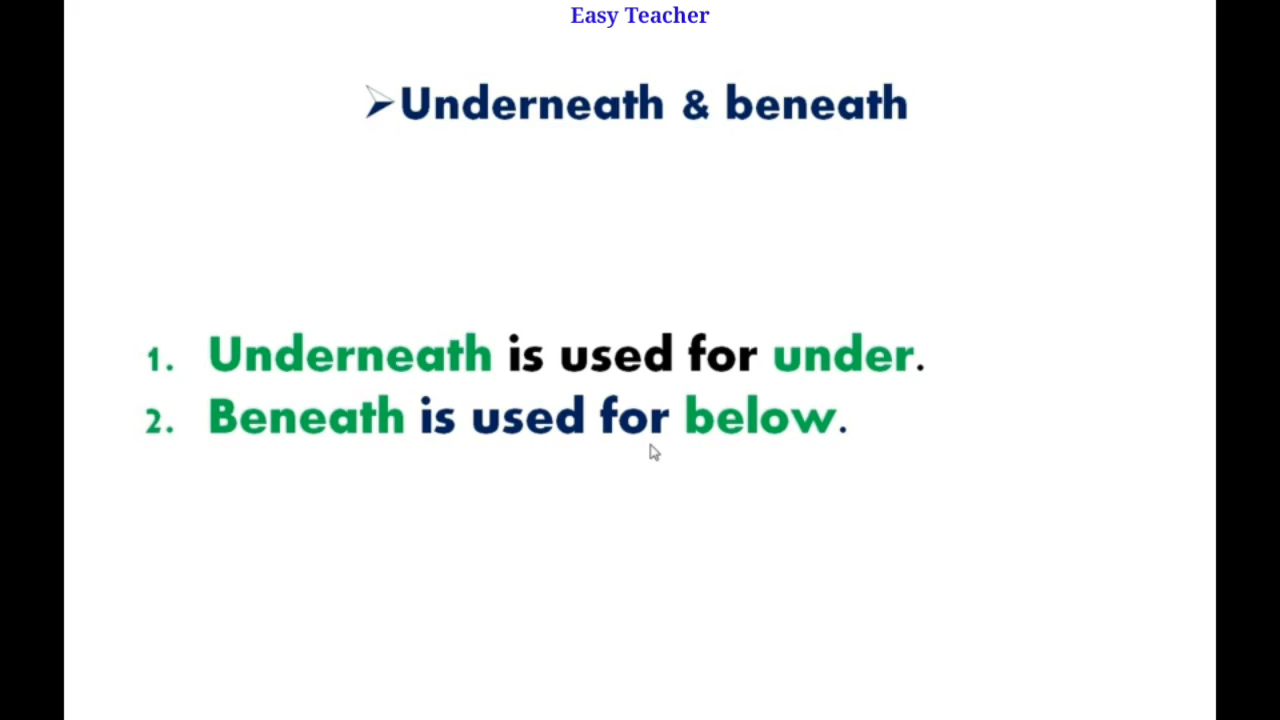 Easy Teacher
➢Underneath & beneath
1. Underneath is used for under.
2. Beneath is used for below.